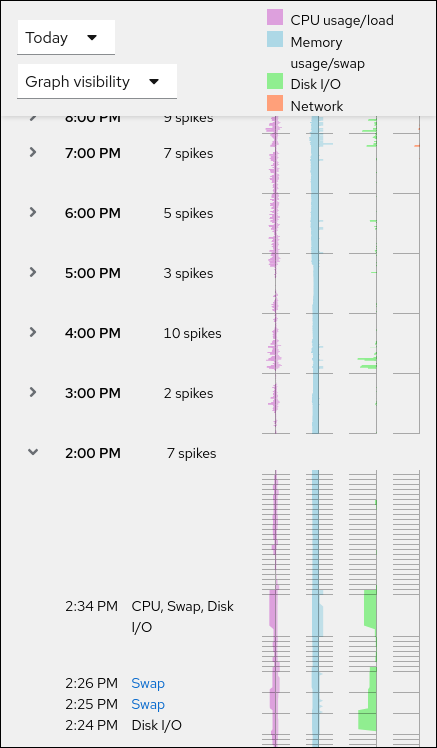 Today
Graph visibility
CPU usage/load
Memory
usage/swap
Disk I/O
Network
8:00 PM 9 spikes
7:00 PM 7 spikes
6:00 PM 5 spikes
5:00 PM 3 spikes
4:00 PM 10 spikes
3:00 PM 2 spikes
2:00 PM 7 spikes
2:34 PM CPU, Swap, Disk
I/O
2:26 PM Swap
2:25 PM Swap
2:24 PM Disk I/O